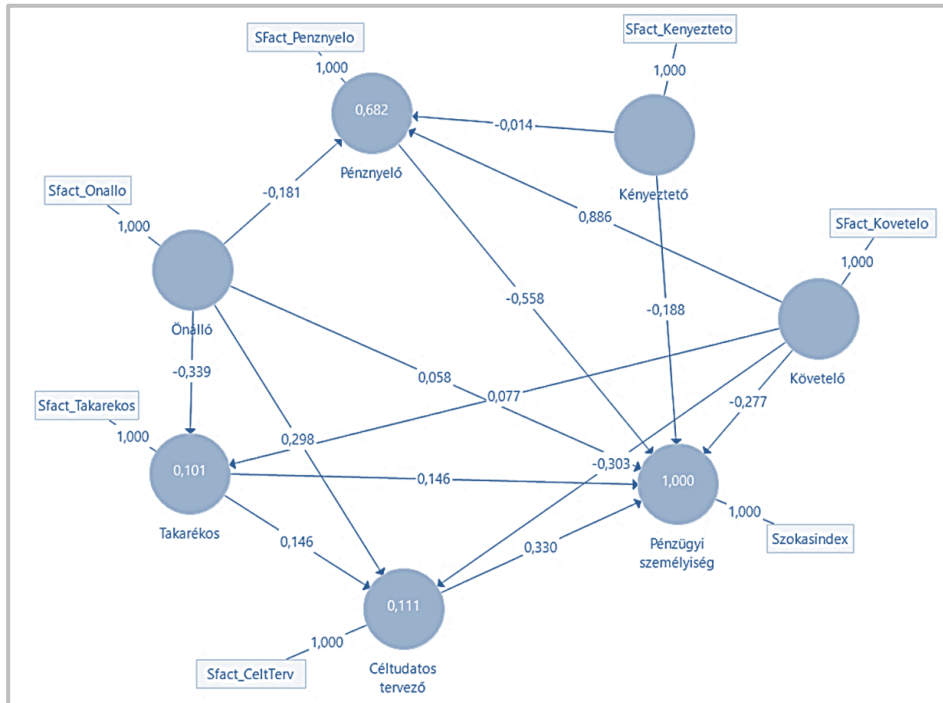 SFact_Penznyelo
1,000
0,682
Pénznyelő
SFact_Kenyezteto
1,000
Kényeztető
-0,014
-0,181
Sfact_Onallo
1,000
Önálló
0,886
SFact_Kovetelo
1,000
Követelő
-0,558
-0,188
-0,339
0,058
0,077
-0,277
Sfact_Takarekos
1,000
0,101
Takarékos
0,298
-0,303
0,146
1,000
Pénzügyi
személyiség
1,000
Szokasindex
0,146
0,330
0,111
Céltudatos
tervező
1,000
Sfact_CeltTerv